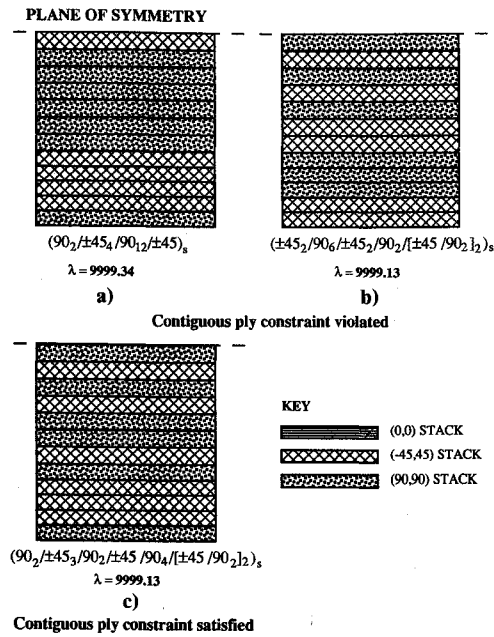 PLANE OF SYMMETRY
(90₂/±45₄/90₁₂/±45)ₛ
λ = 9999.34
a)
(±45₂/90₆/±45₂/90₂/[±45 /90₂]₂)ₛ
λ = 9999.13
b)
Contiguous ply constraint violated
KEY
(0,0) STACK
(-45,45) STACK
(90,90) STACK
(90₂/±45₃/90₂/±45 /90₄/[±45 /90₂]₂)ₛ
λ = 9999.13
c)
Contiguous ply constraint satisfied